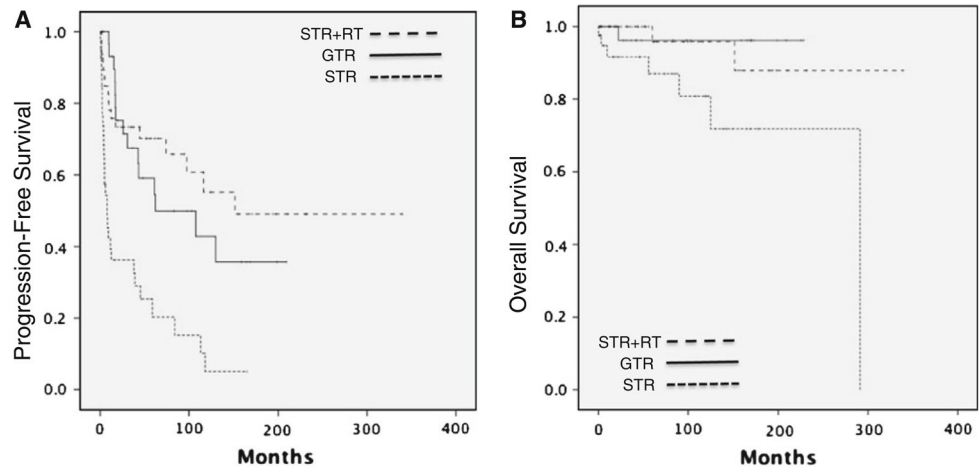 A
Progression-Free Survival
1.0
0.8
0.6
0.4
0.2
0.0
STR+RT
GTR
STR
0 100 200 300 400
Months
B
Overall Survival
1.0
0.8
0.6
0.4
0.2
0.0
STR+RT
GTR
STR
0 100 200 300 400
Months